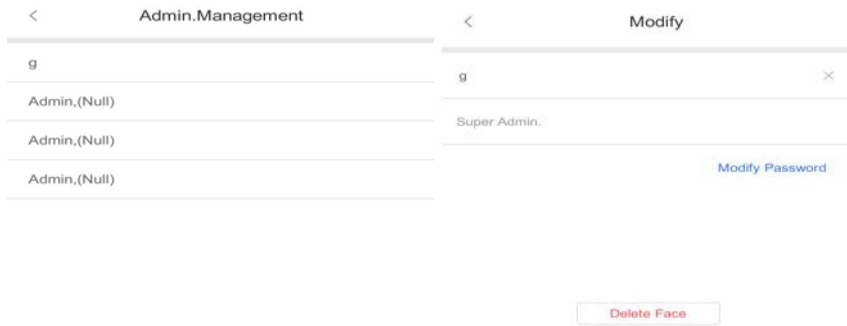 Admin.Management
g
Admin,(Null)
Admin,(Null)
Admin,(Null)
Modify
g
Super Admin.
Modify Password
Delete Face